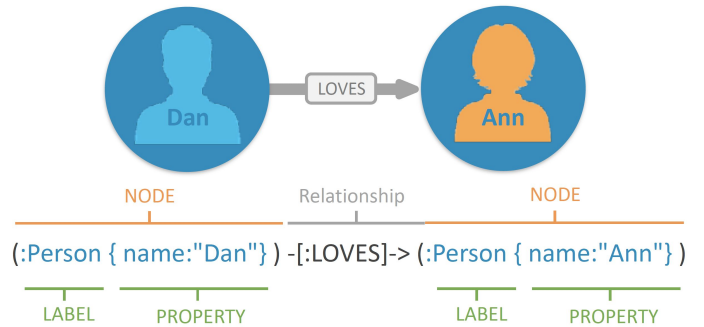 LOVES
Dan Ann
NODE Relationship NODE
(:Person { name:"Dan"} ) -[:LOVES]-> (:Person { name:"Ann"} )
LABEL PROPERTY LABEL PROPERTY